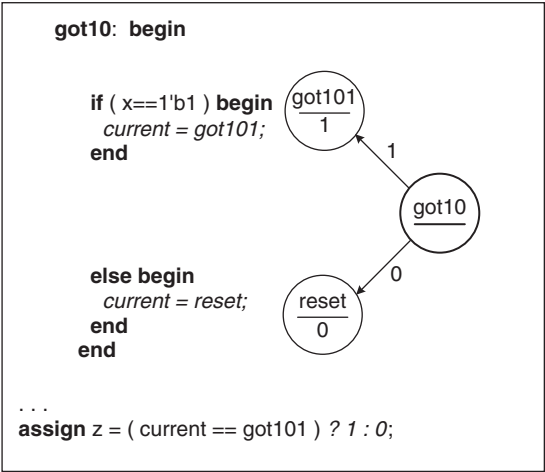 got10: begin
if ( x==1'b1 ) begin
current = got101;
end
got101
1
1
got10
0
else begin
current = reset;
end
end
reset
0
. . .
assign z = ( current == got101 ) ? 1 : 0;